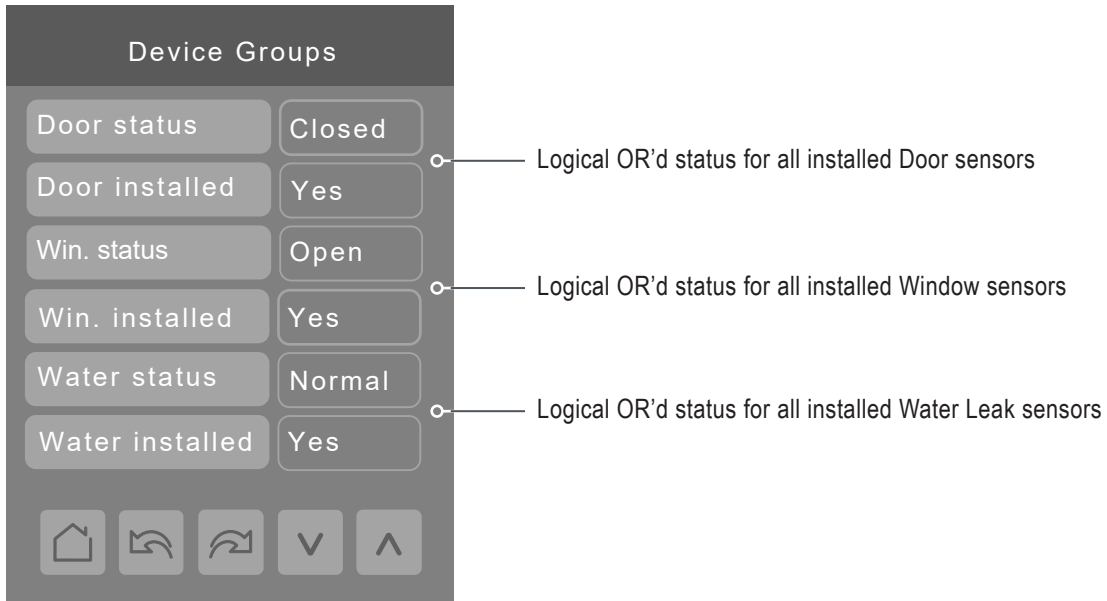 Device Groups
Door status Closed
Logical OR’d status for all installed Door sensors
Door installed Yes
Win. status Open
Logical OR’d status for all installed Window sensors
Win. installed Yes
Water status Normal
Logical OR’d status for all installed Water Leak sensors
Water installed Yes